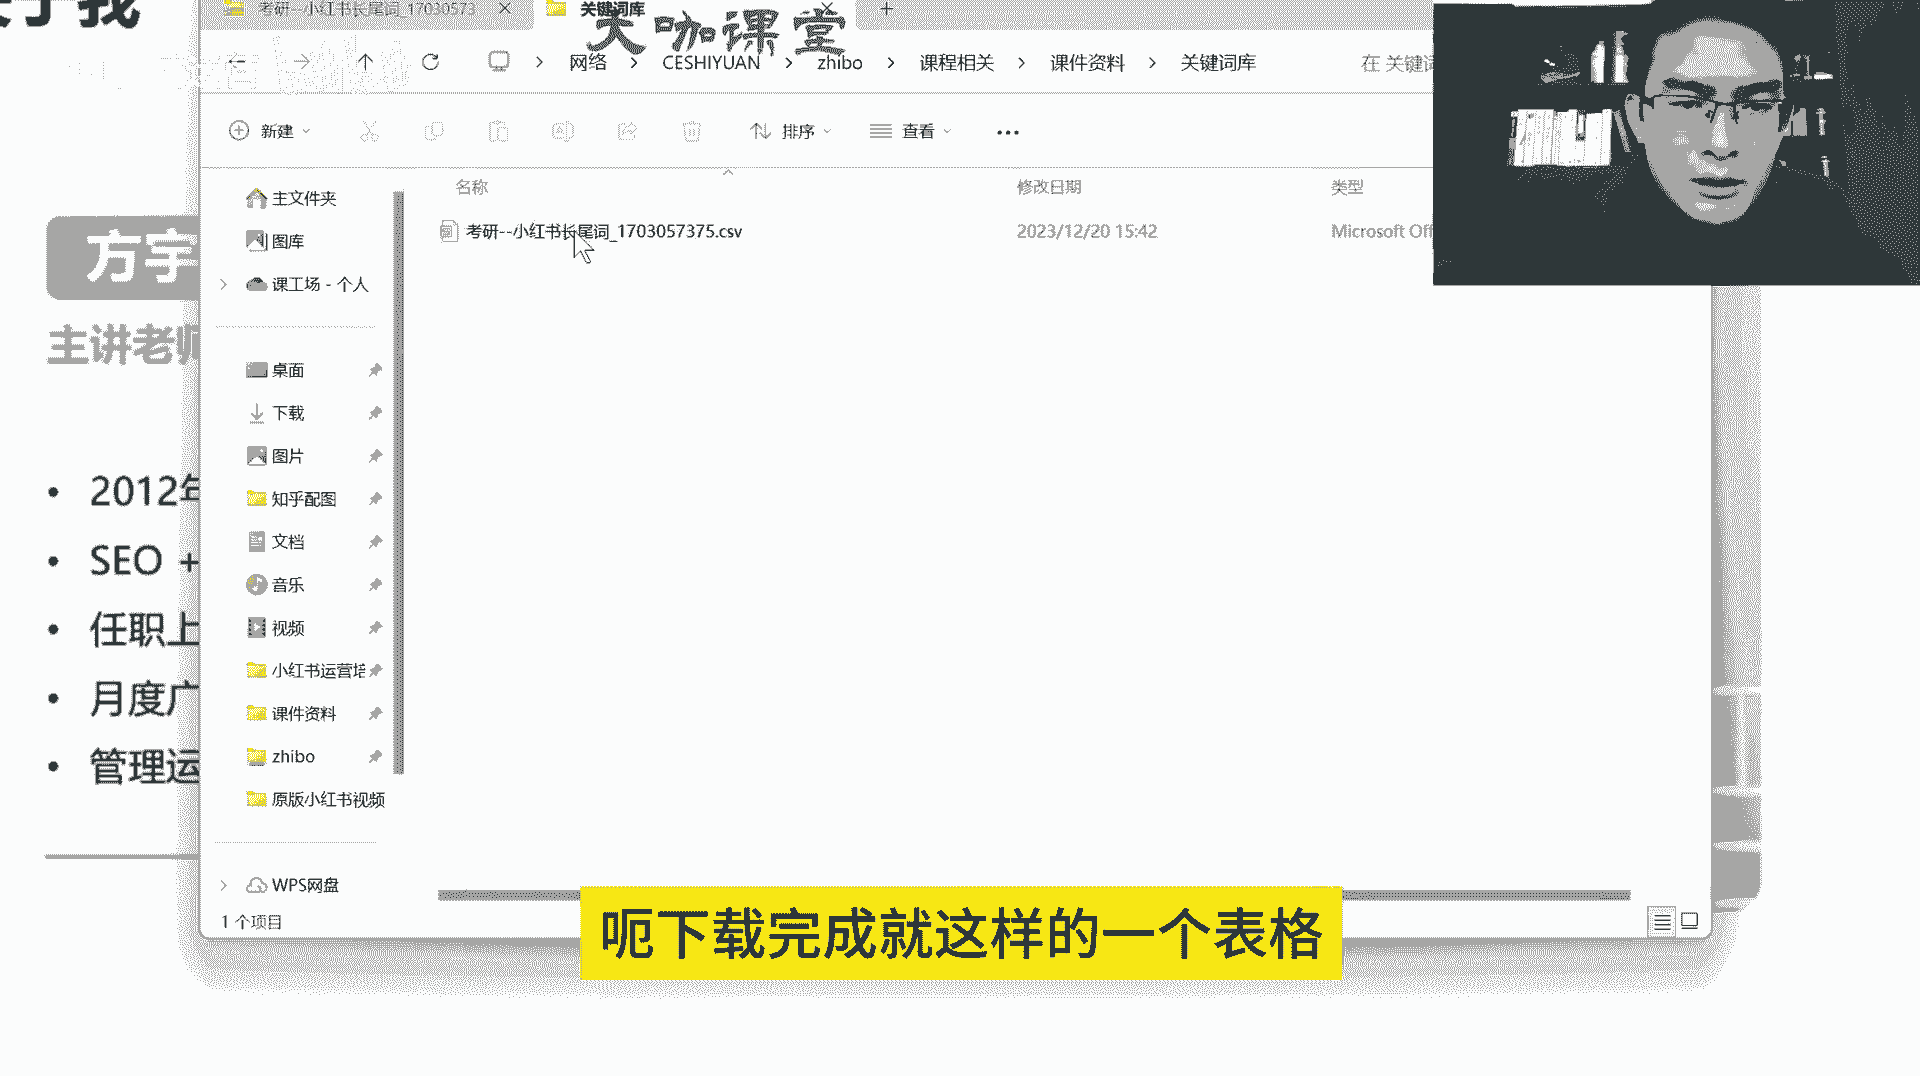 考研--小红书长尾词_17030573
关键词库
大咖课堂
网络 > CESHIYUAN > zhibo > 课程相关 > 课件资料 > 关键词库
在 关键词
新建
排序
查看
名称
修改日期
类型
考研--小红书长尾词_1703057375.csv
2023/12/20 15:42
Microsoft Off
主文件夹
图库
课工场 - 个人
桌面
下载
图片
知乎配图
文档
音乐
视频
小红书运营培
课件资料
zhibo
原版小红书视频
WPS网盘
1 个项目
方宇
主讲老师
• 2012年
• SEO +
• 任职上
• 月度广
• 管理运
呃下载完成就这样的一个表格